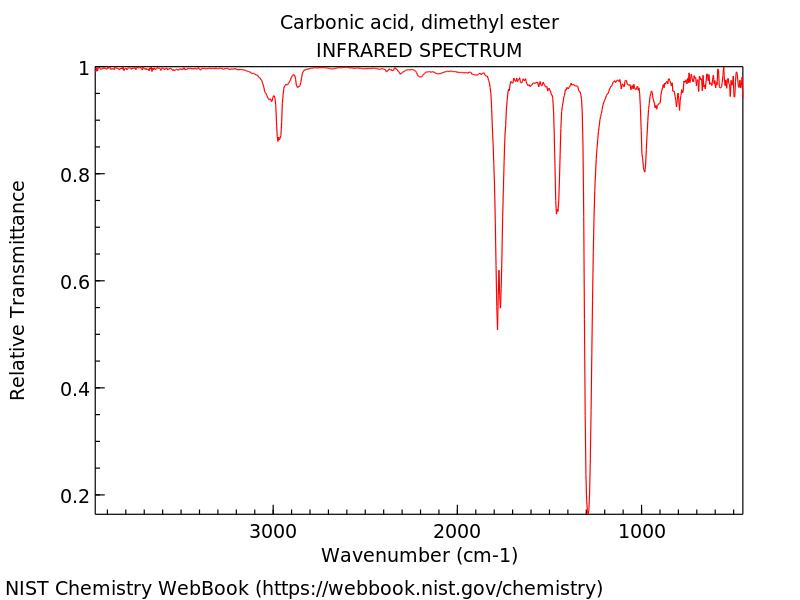 Carbonic acid, dimethyl ester
INFRARED SPECTRUM
1
0.8
0.6
0.4
0.2
Relative Transmittance
3000 2000 1000
Wavenumber (cm-1)
NIST Chemistry WebBook (https://webbook.nist.gov/chemistry)